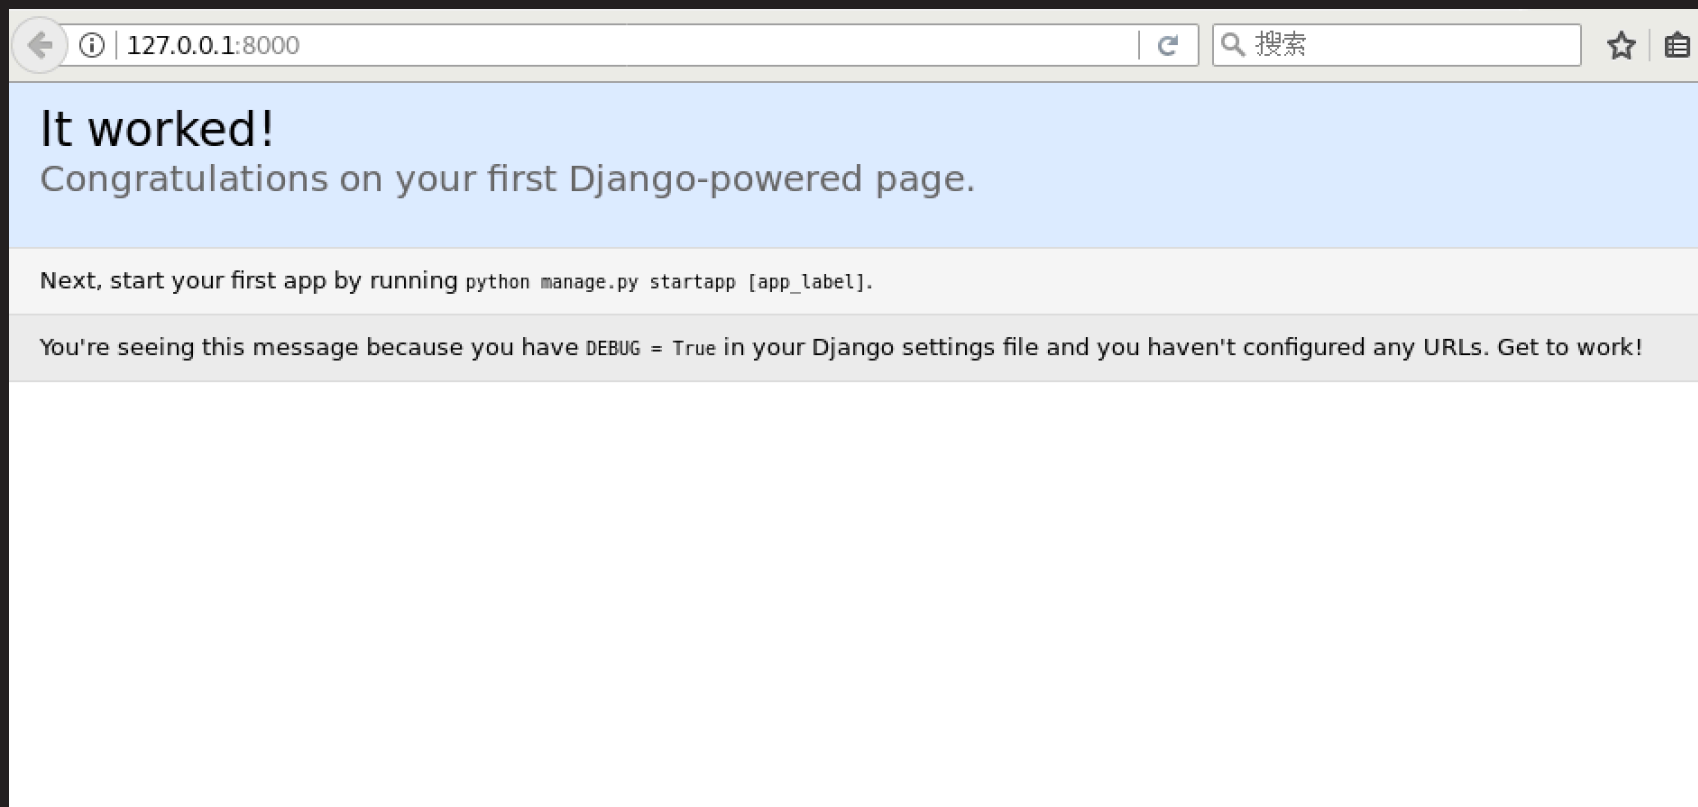 127.0.0.1:8000 搜索
It worked!
Congratulations on your first Django-powered page.
Next, start your first app by running python manage.py startapp [app_label].
You're seeing this message because you have DEBUG = True in your Django settings file and you haven't configured any URLs. Get to work!